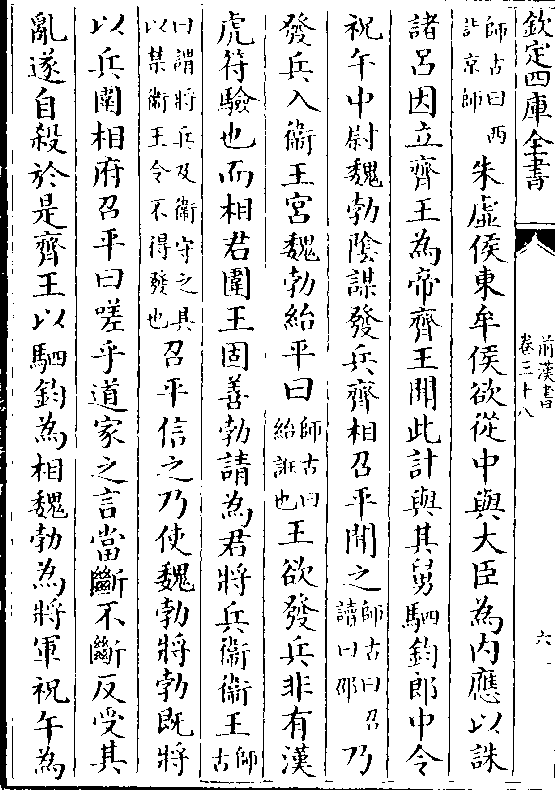 欽定四庫全書
前漢書
卷三十八
六
師古曰西
詣京師
朱虛侯東牟侯欲從中與大臣為内應以誅
諸呂因立齊王為帝齊王聞此計與其舅駟鈞郎中令
祝午中尉魏勃陰謀發兵齊相召平聞之
師古曰召
讀曰邵
乃
發兵入衛王宮魏勃紿平曰
師古曰
紿誑也
王欲發兵非有漢
虎符驗也而相君圍王固善勃請為君將兵衛衛王
師古
曰謂將兵及衛守之具
以禁衛王令不得發也
召平信之乃使魏勃將勃既將
以兵圍相府召平曰嗟乎道家之言當斷不斷反受其
亂遂自殺於是齊王以駟鈞為相魏勃為將軍祝午為